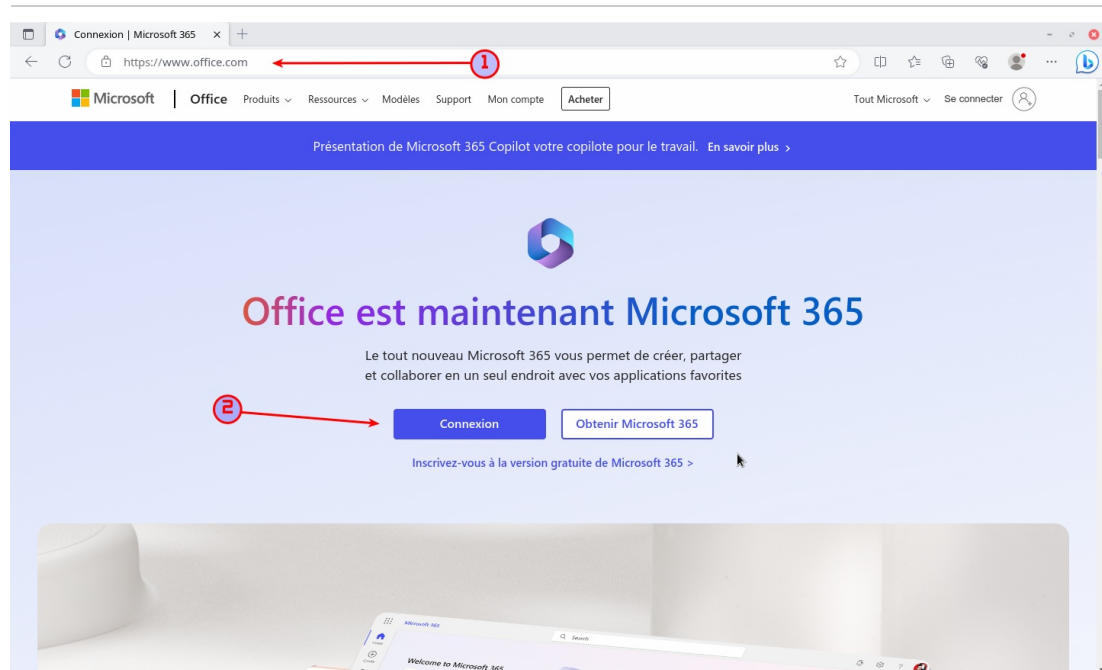 Connexion | Microsoft 365
https://www.office.com
1
Microsoft Office Produits Ressources Modèles Support Mon compte Acheter Tout Microsoft Se connecter
Présentation de Microsoft 365 Copilot votre copilote pour le travail. En savoir plus >
Office est maintenant Microsoft 365
Le tout nouveau Microsoft 365 vous permet de créer, partager
et collaborer en un seul endroit avec vos applications favorites
2
Connexion Obtenir Microsoft 365
Inscrivez-vous à la version gratuite de Microsoft 365 >
Microsoft 365
Search
Create
Welcome to Microsoft 365